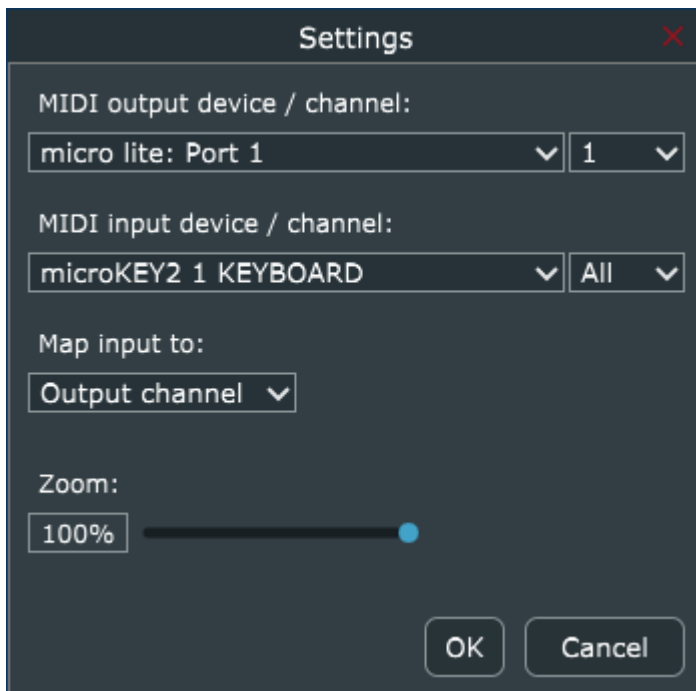 Settings
MIDI output device / channel:
micro lite: Port 1 1
MIDI input device / channel:
microKEY2 1 KEYBOARD All
Map input to:
Output channel
Zoom:
100%
OK Cancel